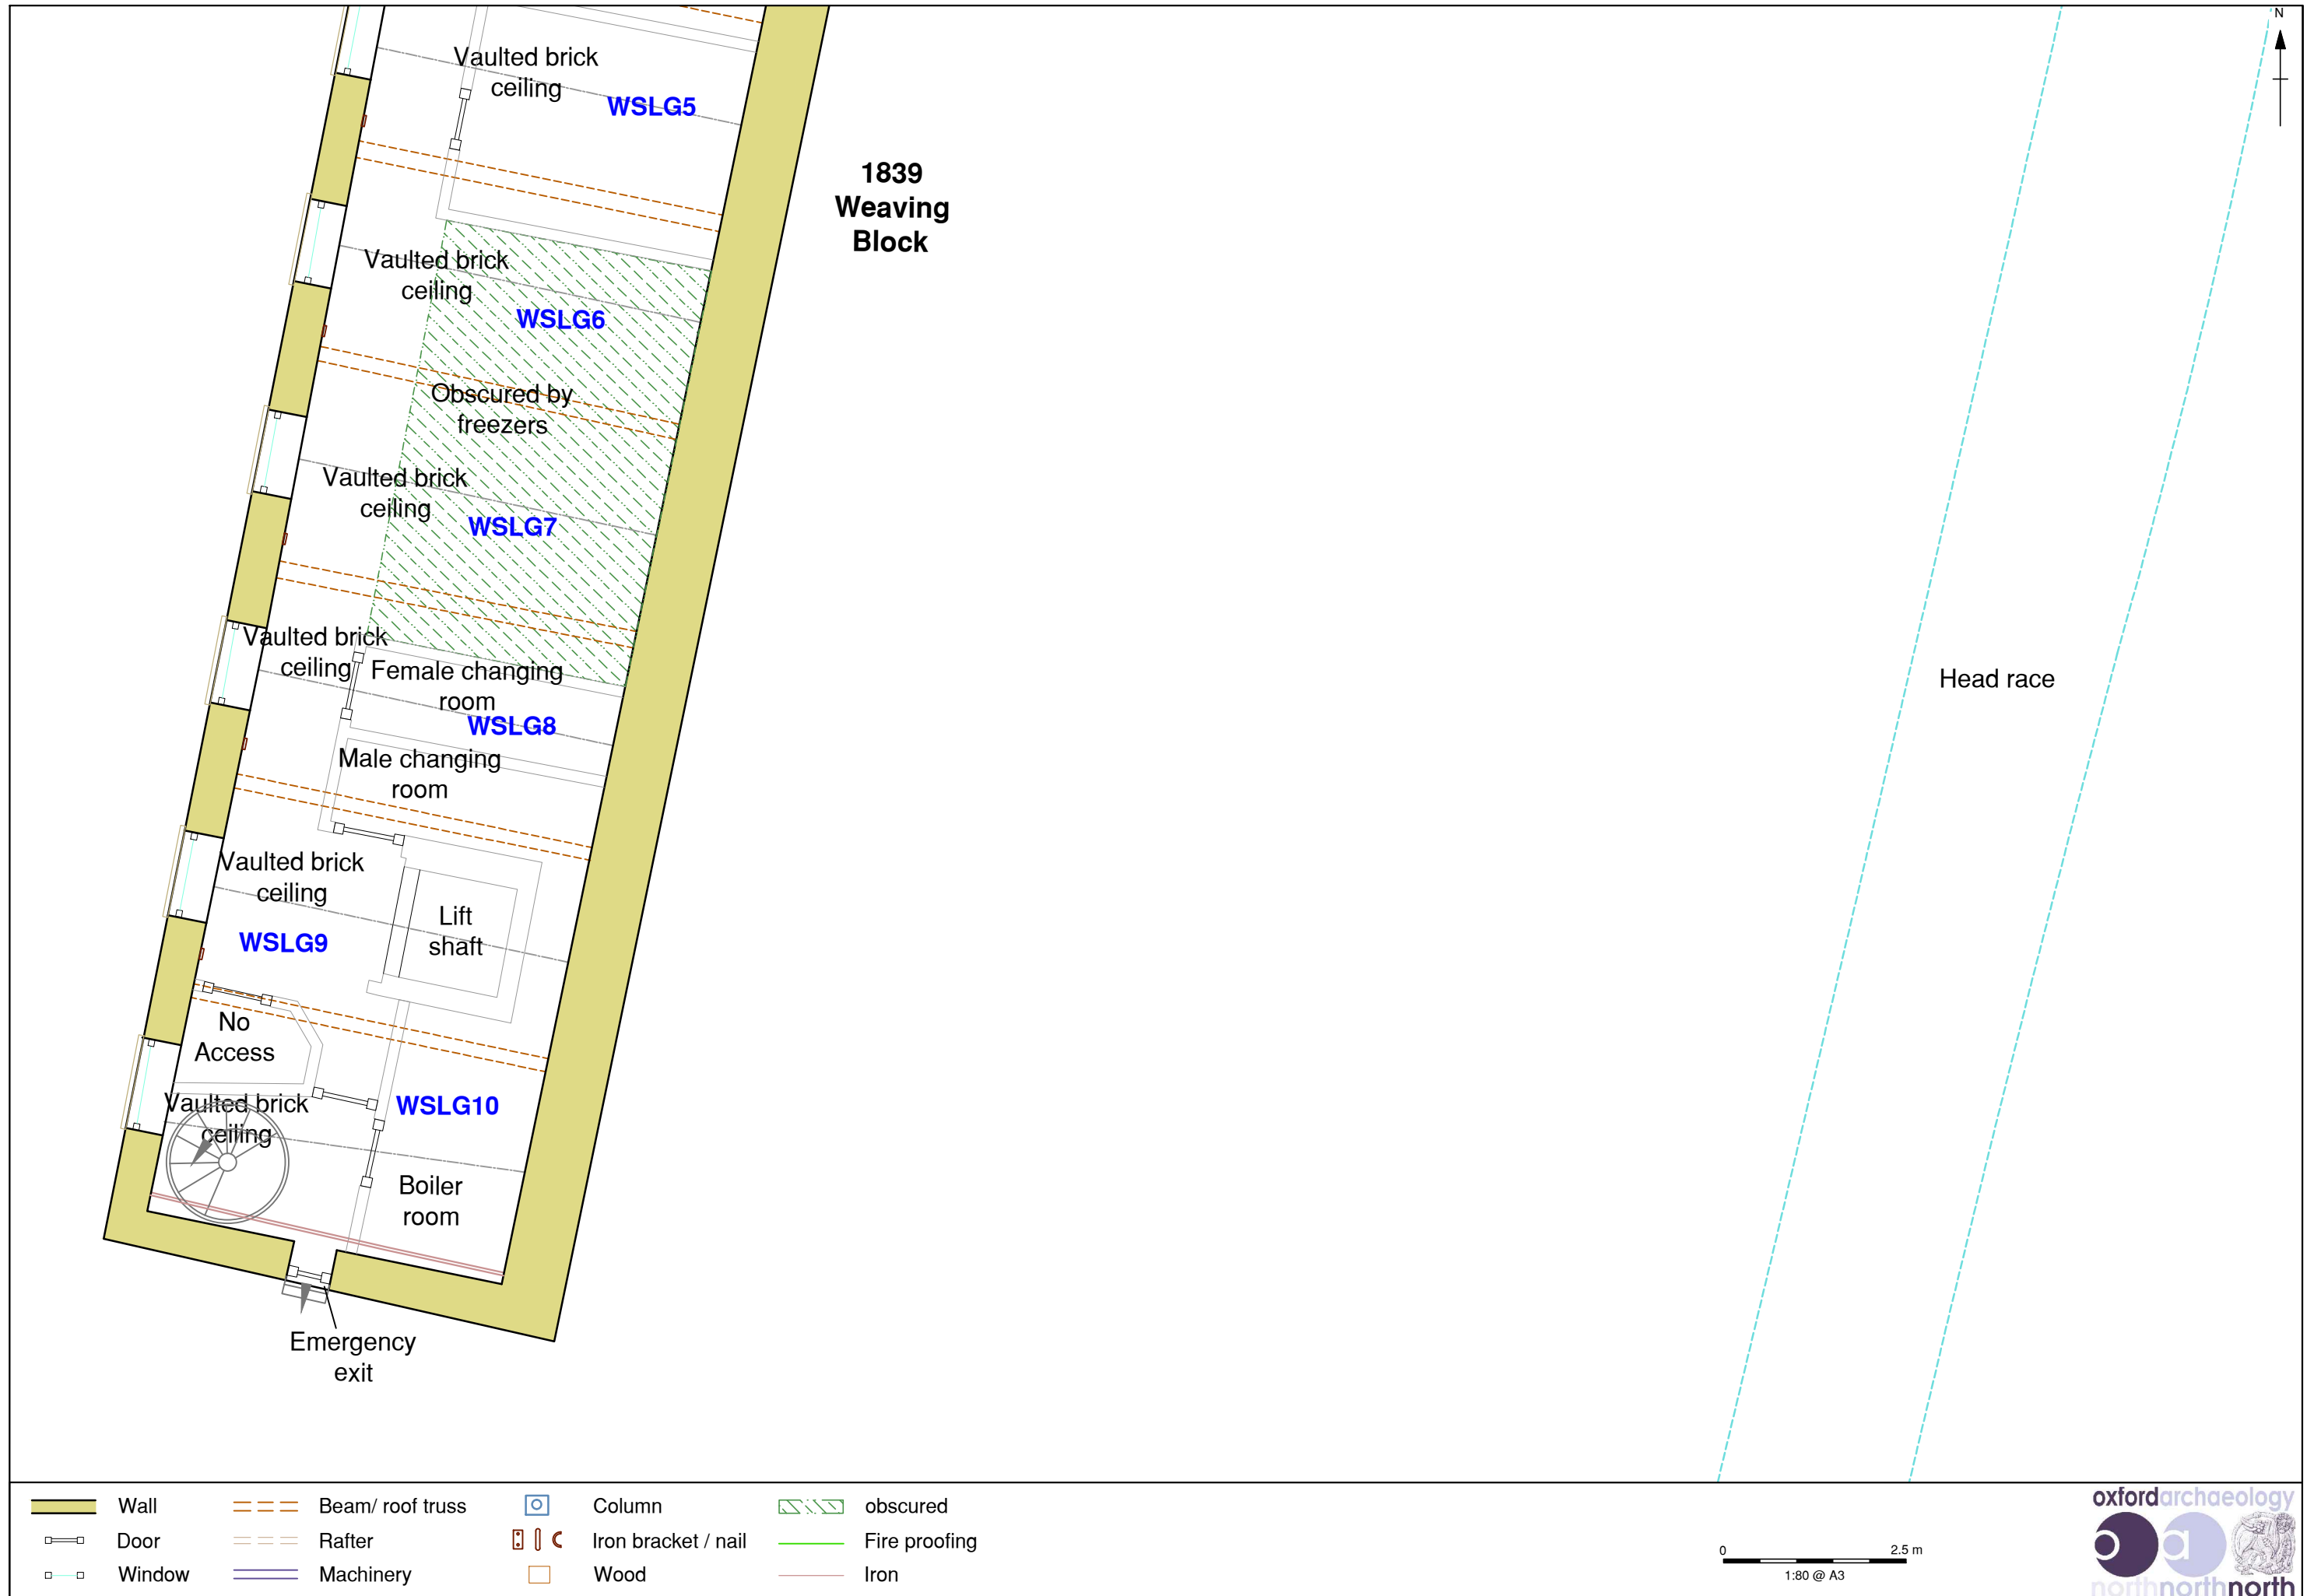 N
Vaulted brick
ceiling
WSLG5
1839
Weaving
Block
Vaulted brick
ceiling
WSLG6
Obscured by
freezers
Vaulted brick
ceiling
WSLG7
Vaulted brick
ceiling
Female changing
room
WSLG8
Head race
Male changing
room
Vaulted brick
ceiling
Lift
shaft
WSLG9
No
Access
Vaulted brick
ceiling
WSLG10
Boiler
room
Emergency
exit
Wall
Door
Window
Beam/ roof truss
Rafter
Machinery
Column
Iron bracket / nail
Wood
obscured
Fire proofing
Iron
0 2.5 m
1:80 @ A3
oxfordarchaeology
oa
northnorthnorth